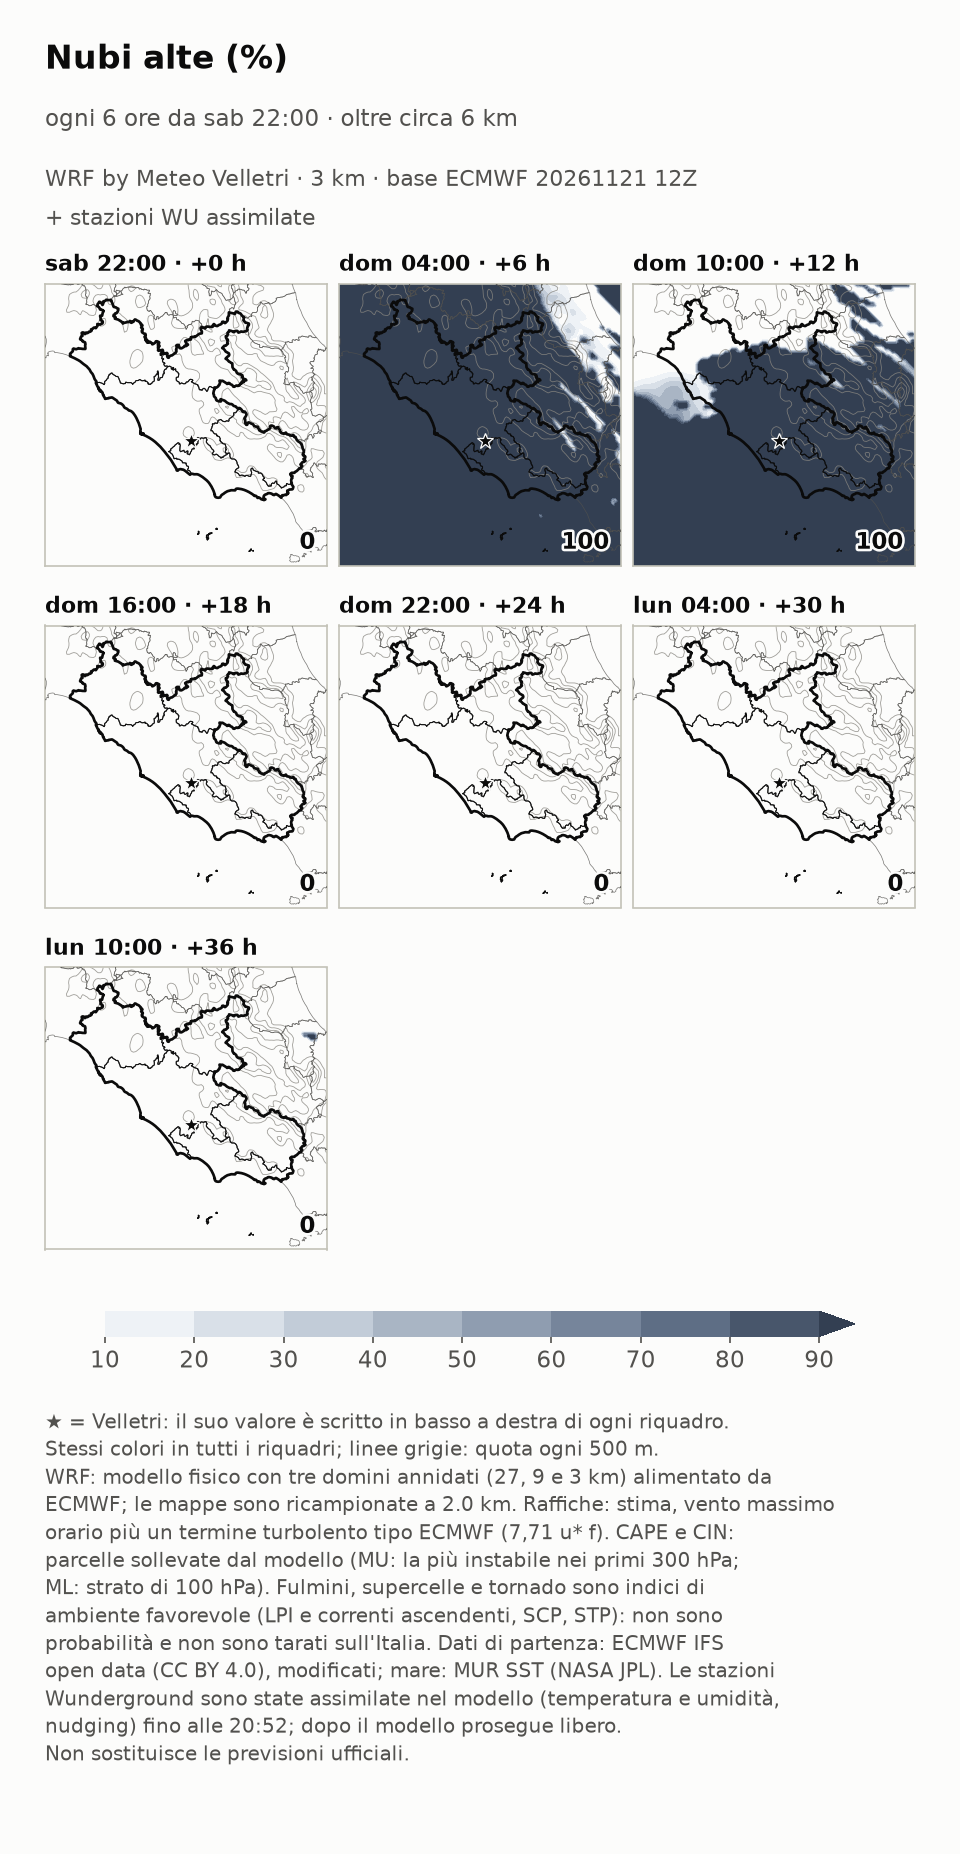 Nubi alte (%)
ogni 6 ore da sab 22:00 · oltre circa 6 km
WRF by Meteo Velletri · 3 km · base ECMWF 20261121 12Z
+ stazioni WU assimilate
sab 22:00 · +0 h
dom 04:00 · +6 h
dom 10:00 · +12 h
0
100
100
dom 16:00 · +18 h
dom 22:00 · +24 h
lun 04:00 · +30 h
0
0
0
lun 10:00 · +36 h
0
10 20 30 40 50 60 70 80 90
★ = Velletri: il suo valore è scritto in basso a destra di ogni riquadro.
Stessi colori in tutti i riquadri; linee grigie: quota ogni 500 m.
WRF: modello fisico con tre domini annidati (27, 9 e 3 km) alimentato da
ECMWF; le mappe sono ricampionate a 2.0 km. Raffiche: stima, vento massimo
orario più un termine turbolento tipo ECMWF (7,71 u* f). CAPE e CIN:
parcelle sollevate dal modello (MU: la più instabile nei primi 300 hPa;
ML: strato di 100 hPa). Fulmini, supercelle e tornado sono indici di
ambiente favorevole (LPI e correnti ascendenti, SCP, STP): non sono
probabilità e non sono tarati sull'Italia. Dati di partenza: ECMWF IFS
open data (CC BY 4.0), modificati; mare: MUR SST (NASA JPL). Le stazioni
Wunderground sono state assimilate nel modello (temperatura e umidità,
nudging) fino alle 20:52; dopo il modello prosegue libero.
Non sostituisce le previsioni ufficiali.